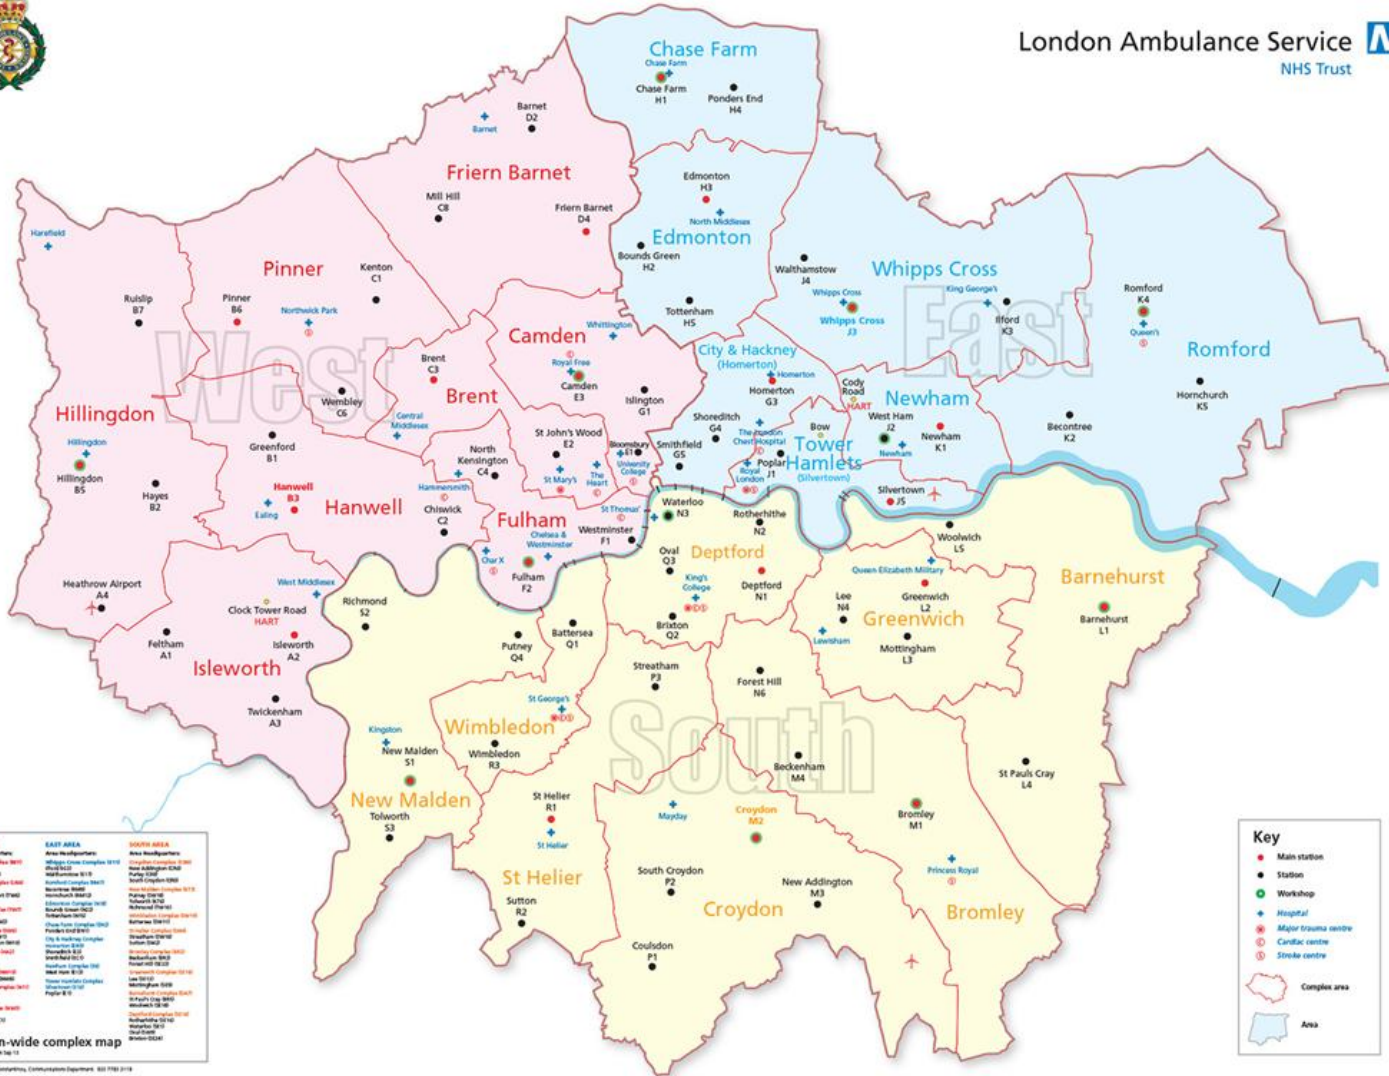 London Ambulance Service
NHS Trust
West
East
South
Chase Farm
Chase Farm
Chase Farm
H1
Ponders End
H4
Barnet
D2
Barnet
Friern Barnet
Mill Hill
C8
Friern Barnet
D4
Edmonton
H3
North Middlesex
Edmonton
Bounds Green
H2
Tottenham
H5
Walthamstow
J4
Whipps Cross
Whipps Cross
Whipps Cross
J3
King George's
Ilford
K3
Romford
K4
Queen's
Romford
Hornchurch
K5
Becontree
K2
Harefield
Ruislip
B7
Pinner
Pinner
B6
Kenton
C1
Northwick Park
Hillingdon
Hillingdon
Hillingdon
B5
Hayes
B2
Heathrow Airport
A4
Wembley
C6
Greenford
B1
Hanwell
B3
Ealing
Hanwell
Brent
C3
Brent
Central
Middlesex
Camden
Whittington
Royal Free
Camden
E3
Islington
G1
St John's Wood
E2
St Mary's
The
Heart
Bloomsbury
E1
University
College
North
Kensington
C4
Hammersmith
Chiswick
C2
Fulham
Chelsea &
Westminster
Char X
Fulham
F2
St Thomas'
Westminster
F1
City & Hackney
(Homerton)
Homerton
Homerton
G3
Shoreditch
G4
Smithfield
G5
The London
Chest Hospital
Royal
London
Bow
Tower
Hamlets
(Silvertown)
Poplar
J1
Cody
Road
HART
Newham
West Ham
J2
Newham
Newham
K1
Silvertown
J5
West Middlesex
Clock Tower Road
HART
Isleworth
A2
Feltham
A1
Isleworth
Twickenham
A3
Richmond
S2
Putney
Q4
Battersea
Q1
Waterloo
N3
Rotherhithe
N2
Oval
Q3
Deptford
King's
College
Deptford
N1
Brixton
Q2
Woolwich
L5
Queen Elizabeth Military
Greenwich
L2
Lee
N4
Greenwich
Lewisham
Mottingham
L3
Barnehurst
Barnehurst
L1
Streatham
P3
Forest Hill
N6
St George's
Wimbledon
Wimbledon
R3
Kingston
New Malden
S1
New Malden
Tolworth
S3
St Helier
R1
St Helier
St Helier
Sutton
R2
Mayday
Croydon
M2
South Croydon
P2
New Addington
M3
Croydon
Coulsdon
P1
Beckenham
M4
Bromley
M1
Princess Royal
Bromley
St Pauls Cray
L4
EAST AREA
SOUTH AREA
n-wide complex map
Key
Main station
Station
Workshop
Hospital
Major trauma centre
Cardiac centre
Stroke centre
Complex area
Area